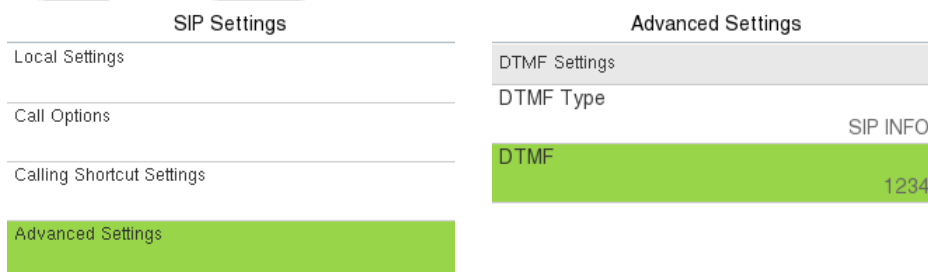 SIP Settings
Local Settings
Call Options
Calling Shortcut Settings
Advanced Settings
Advanced Settings
DTMF Settings
DTMF Type
SIP INFO
DTMF
1234